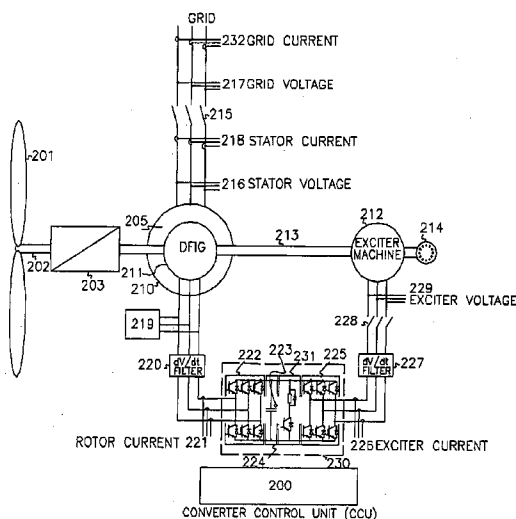 GRID
232 GRID CURRENT
217 GRID VOLTAGE
215
218 STATOR CURRENT
216 STATOR VOLTAGE
201
205
DFIG
213
212
EXCITER
MACHINE
214
202
203
211
210
229
EXCITER VOLTAGE
219
228
220
dV/dt
FILTER
222
223
231
225
dV/dt
FILTER
227
ROTOR CURRENT 221
226 EXCITER CURRENT
224
230
200
CONVERTER CONTROL UNIT (CCU)